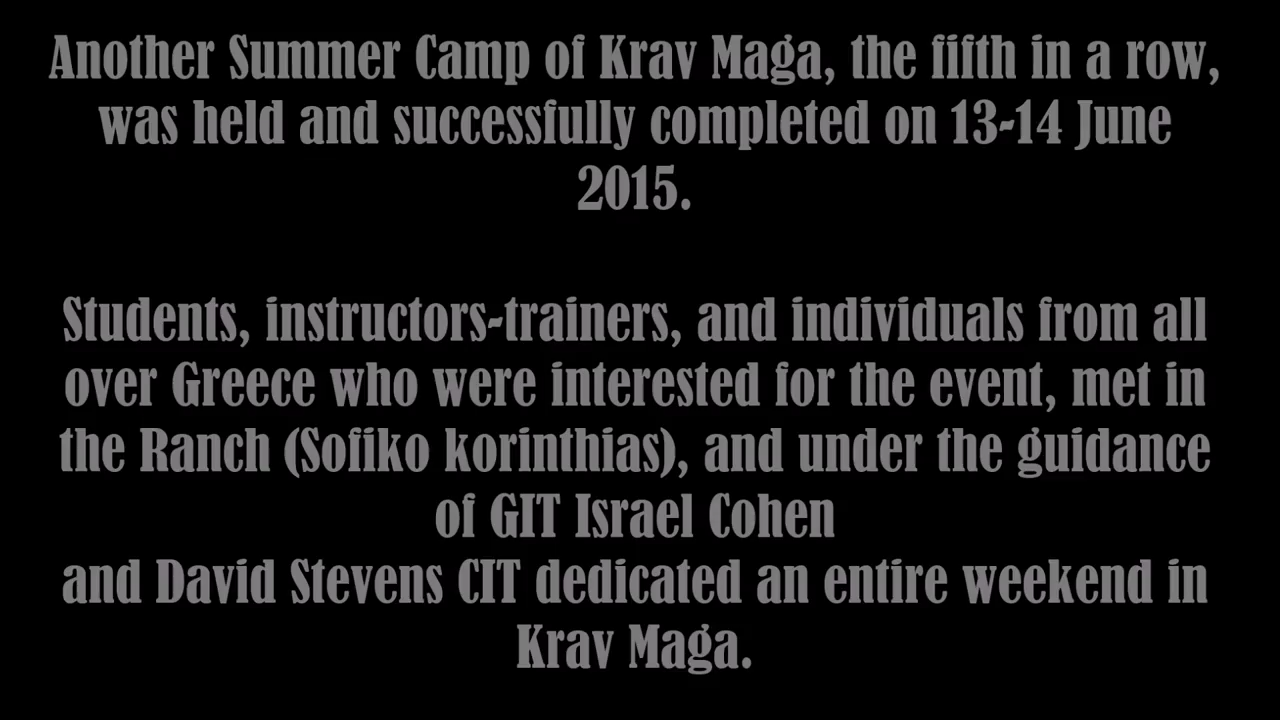 Another Summer Camp of Krav Maga, the fifth in a row,
was held and successfully completed on 13-14 June
2015.
Students, instructors-trainers, and individuals from all
over Greece who were interested for the event, met in
the Ranch (Sofiko korinthias), and under the guidance
of GIT Israel Cohen
and David Stevens CIT dedicated an entire weekend in
Krav Maga.